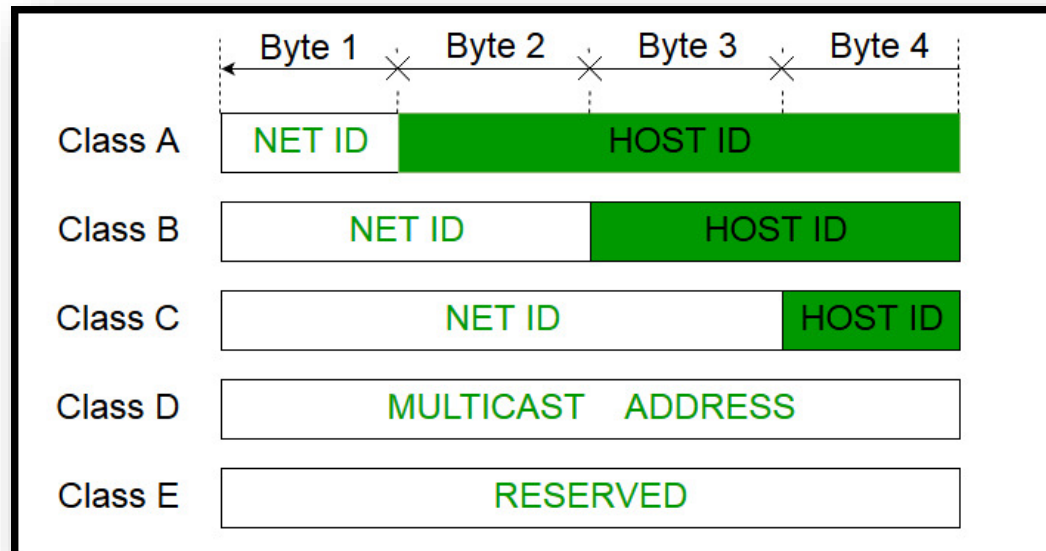 Byte 1 Byte 2 Byte 3 Byte 4
Class A NET ID HOST ID
Class B NET ID HOST ID
Class C NET ID HOST ID
Class D MULTICAST ADDRESS
Class E RESERVED